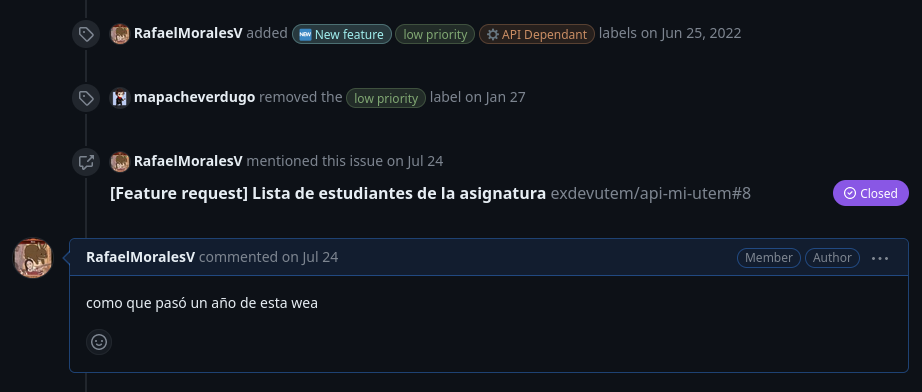 RafaelMoralesV added NEW New feature low priority API Dependant labels on Jun 25, 2022
mapacheverdugo removed the low priority label on Jan 27
RafaelMoralesV mentioned this issue on Jul 24
[Feature request] Lista de estudiantes de la asignatura exdevutem/api-mi-utem#8 Closed
RafaelMoralesV commented on Jul 24 Member Author ...
como que pasó un año de esta wea